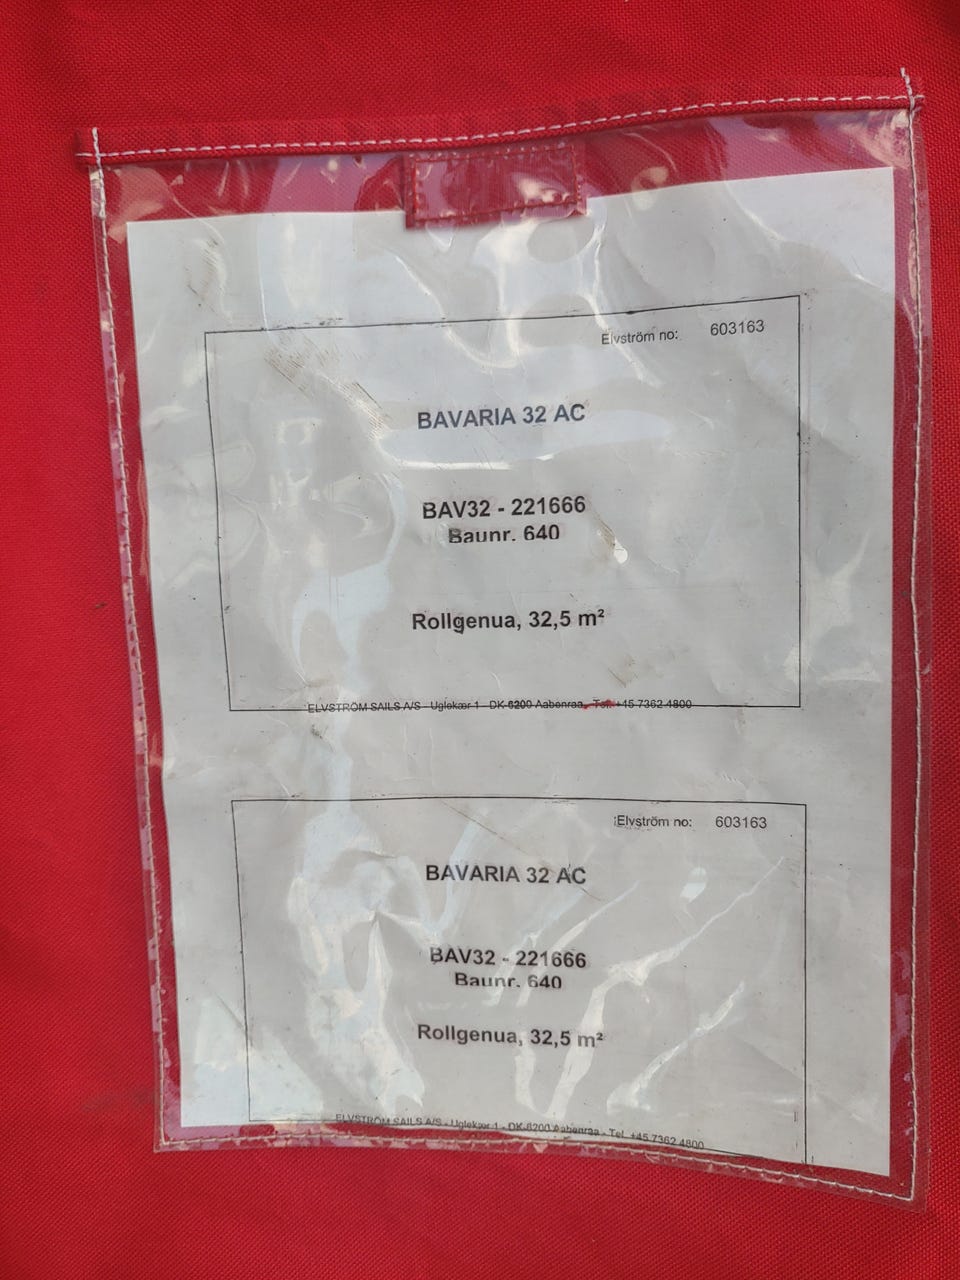 Elvström no: 603163
BAVARIA 32 AC
BAV32 - 221666
Baunr. 640
Rollgenua, 32,5 m²
ELVSTRÖM SAILS A/S - Uglekær 1 - DK-6200 Aabenraa - Tel. +45 7362 4800
Elvström no: 603163
BAVARIA 32 AC
BAV32 - 221666
Baunr. 640
Rollgenua, 32,5 m²
ELVSTRÖM SAILS A/S - Uglekær 1 - DK-6200 Aabenraa - Tel. +45 7362 4800